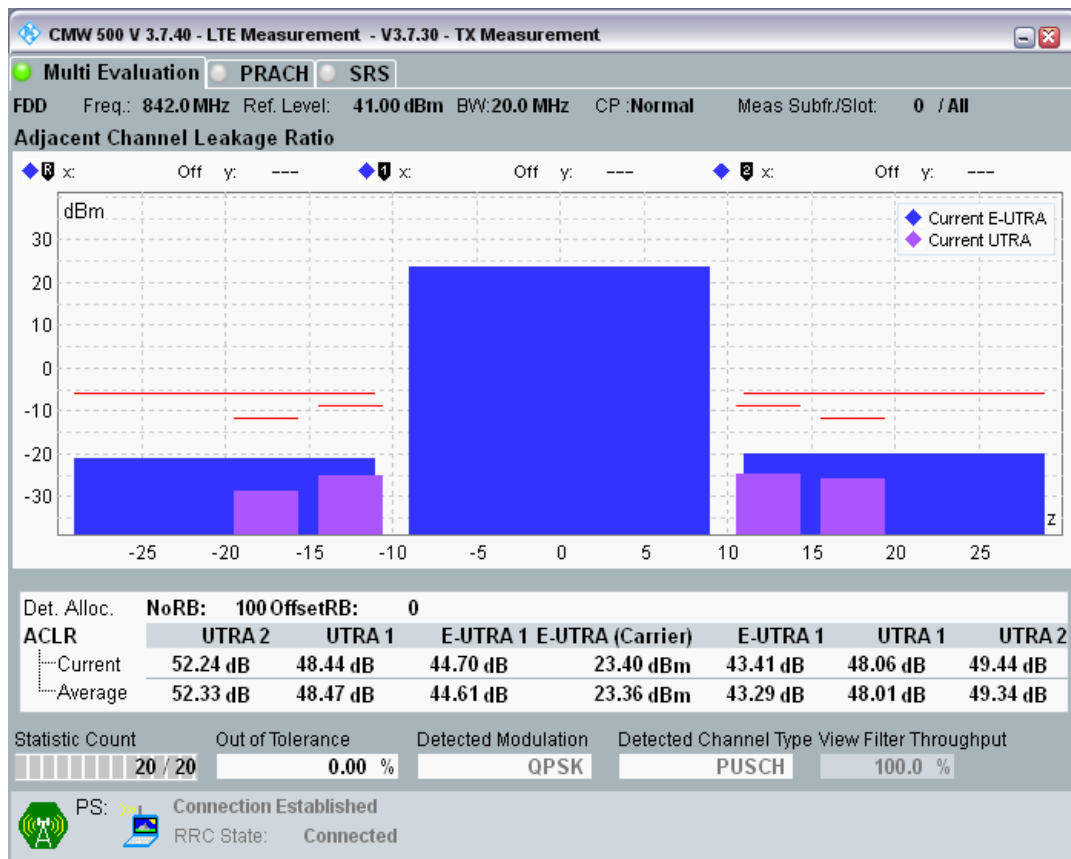 CMW 500 V 3.7.40 - LTE Measurement - V3.7.30 - TX Measurement
Multi Evaluation PRACH SRS
FDD Freq.: 842.0 MHz Ref. Level: 41.00 dBm BW:20.0 MHz CP :Normal Meas Subfr./Slot: 0 / All
Adjacent Channel Leakage Ratio
R x: Off y: --- 1 x: Off y: --- 2 x: Off y: ---
dBm
Current E-UTRA
Current UTRA
30
20
10
0
-10
-20
-30
z
-25 -20 -15 -10 -5 0 5 10 15 20 25
Det. Alloc. NoRB: 100 OffsetRB: 0
ACLR UTRA 2 UTRA 1 E-UTRA 1 E-UTRA (Carrier) E-UTRA 1 UTRA 1 UTRA 2
Current 52.24 dB 48.44 dB 44.70 dB 23.40 dBm 43.41 dB 48.06 dB 49.44 dB
Average 52.33 dB 48.47 dB 44.61 dB 23.36 dBm 43.29 dB 48.01 dB 49.34 dB
Statistic Count Out of Tolerance Detected Modulation Detected Channel Type View Filter Throughput
20 / 20 0.00 % QPSK PUSCH 100.0 %
PS: Connection Established
RRC State: Connected